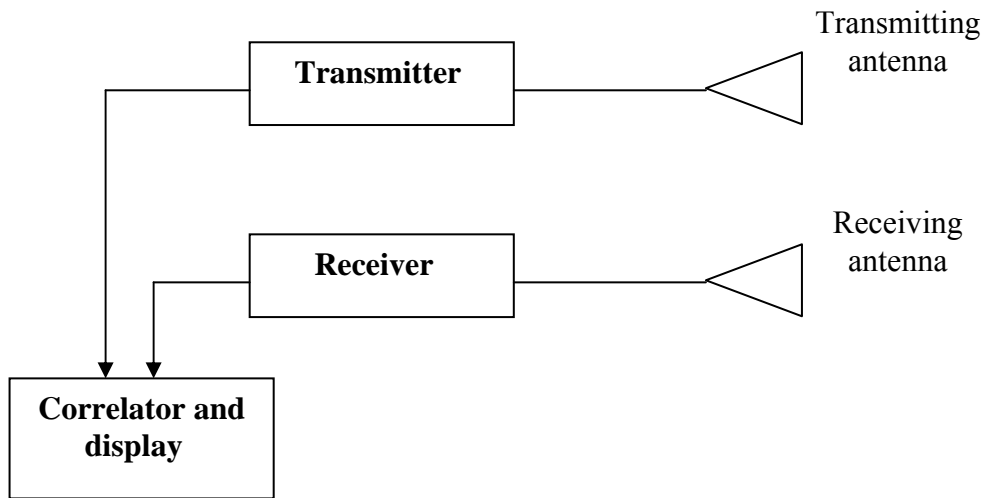 Transmitting
antenna
Transmitter
Receiving
antenna
Receiver
Correlator and
display